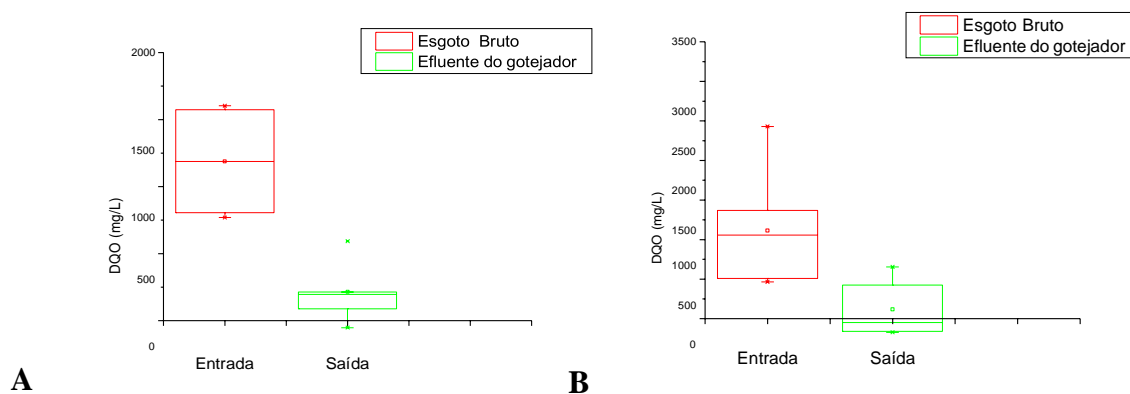 Esgoto Bruto
Efluente do gotejador
2000
1500
1000
500
0
DQO (mg/L)
Entrada
Saída
A
Esgoto Bruto
Efluente do gotejador
3500
3000
2500
2000
1500
1000
500
0
DQO (mg/L)
Entrada
Saída
B